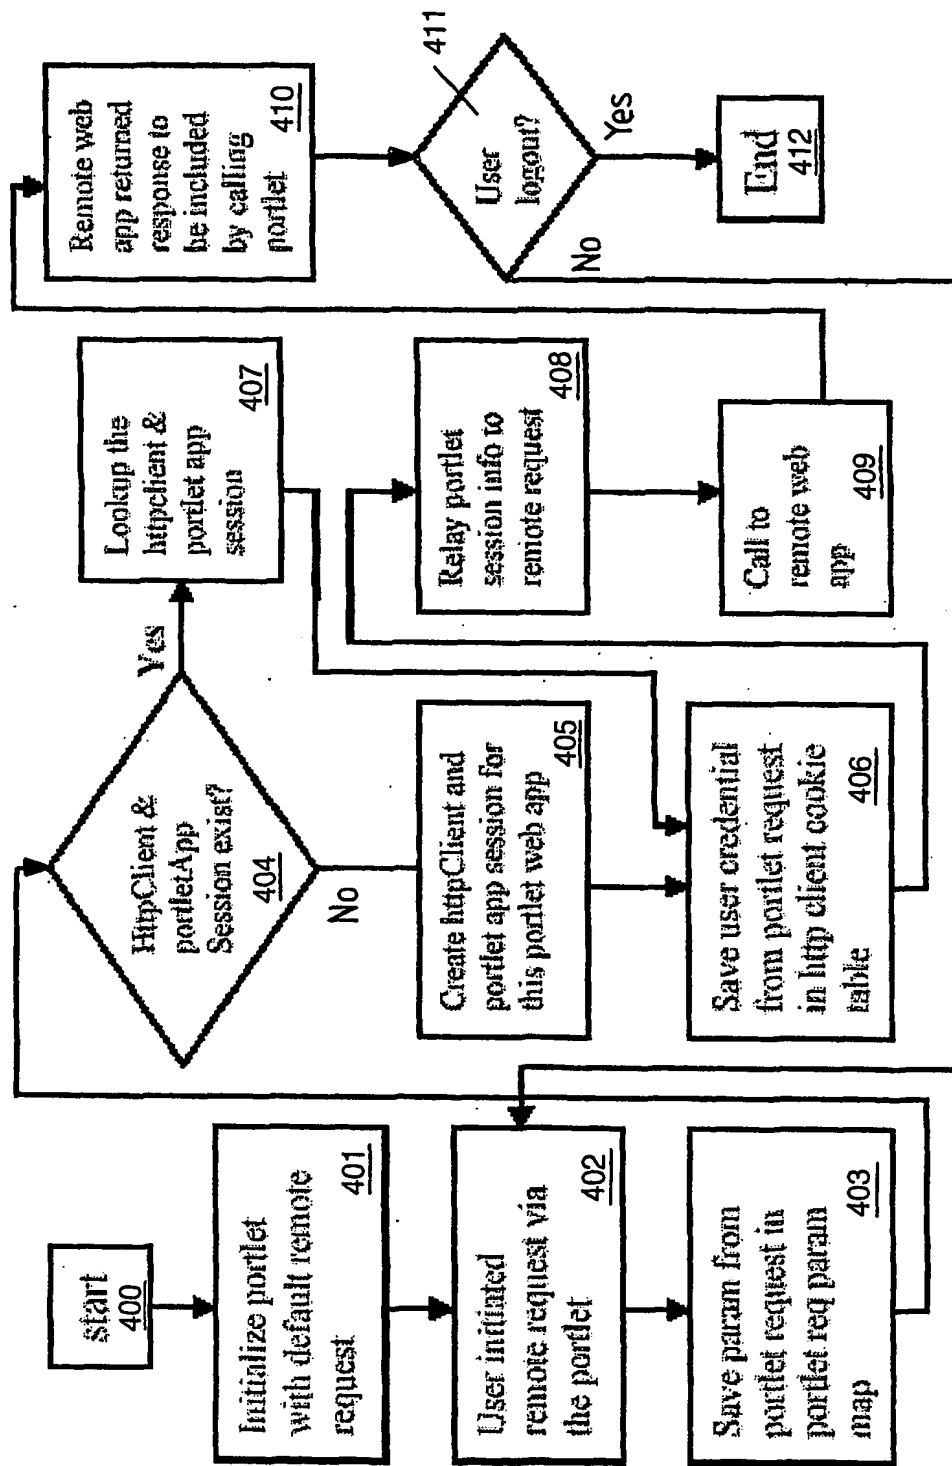 start
400
Initialize portlet
with default remote
request
401
User initiated
remote request via
the portlet
402
Save param from
portlet request in
portlet req param
map
403
HttpClient &
portletApp
Session exist?
404
Yes
No
Create httpClient and
portlet app session for
this portlet web app
405
Save user credential
from portlet request
in http client cookie
table
406
Lookup the
httpclient &
portlet app
session
407
Relay portlet
session info to
remote request
408
Call to
remote web
app
409
Remote web
app returned
response to
be included
by calling
portlet
410
411
User
logout?
No
Yes
End
412